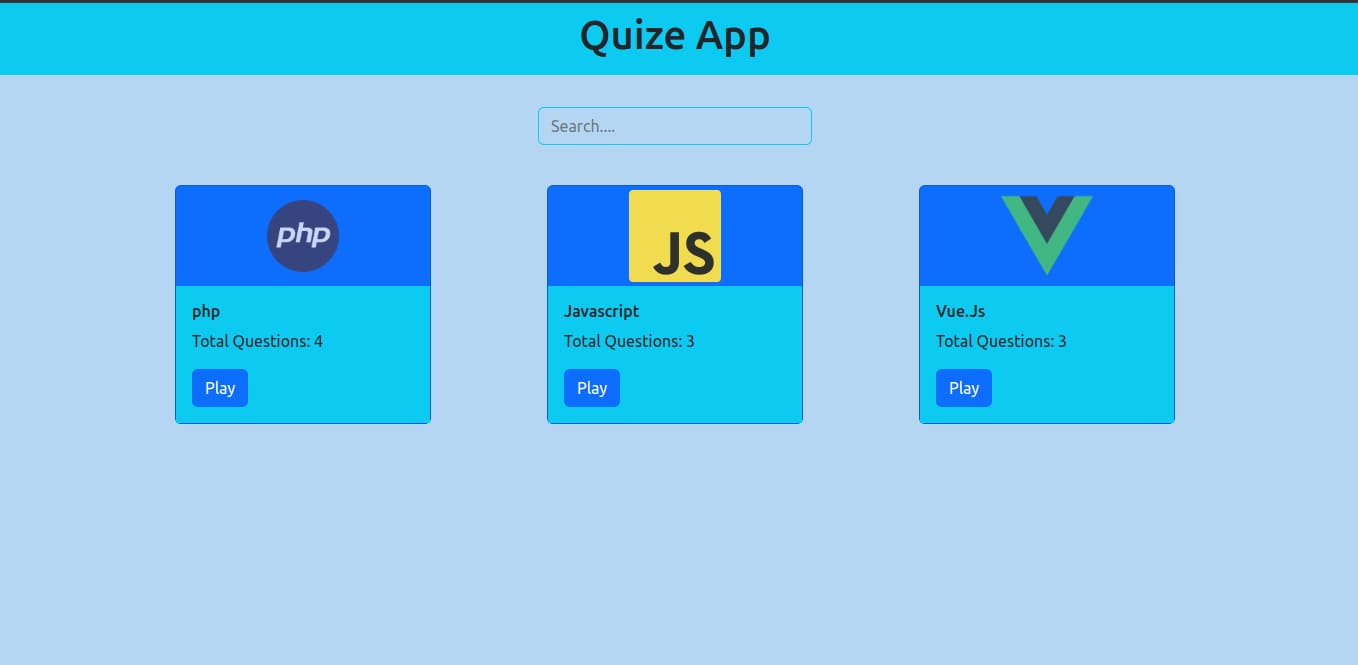 Quize App
Search....
php
JS
php
Total Questions: 4
Play
Javascript
Total Questions: 3
Play
Vue.Js
Total Questions: 3
Play